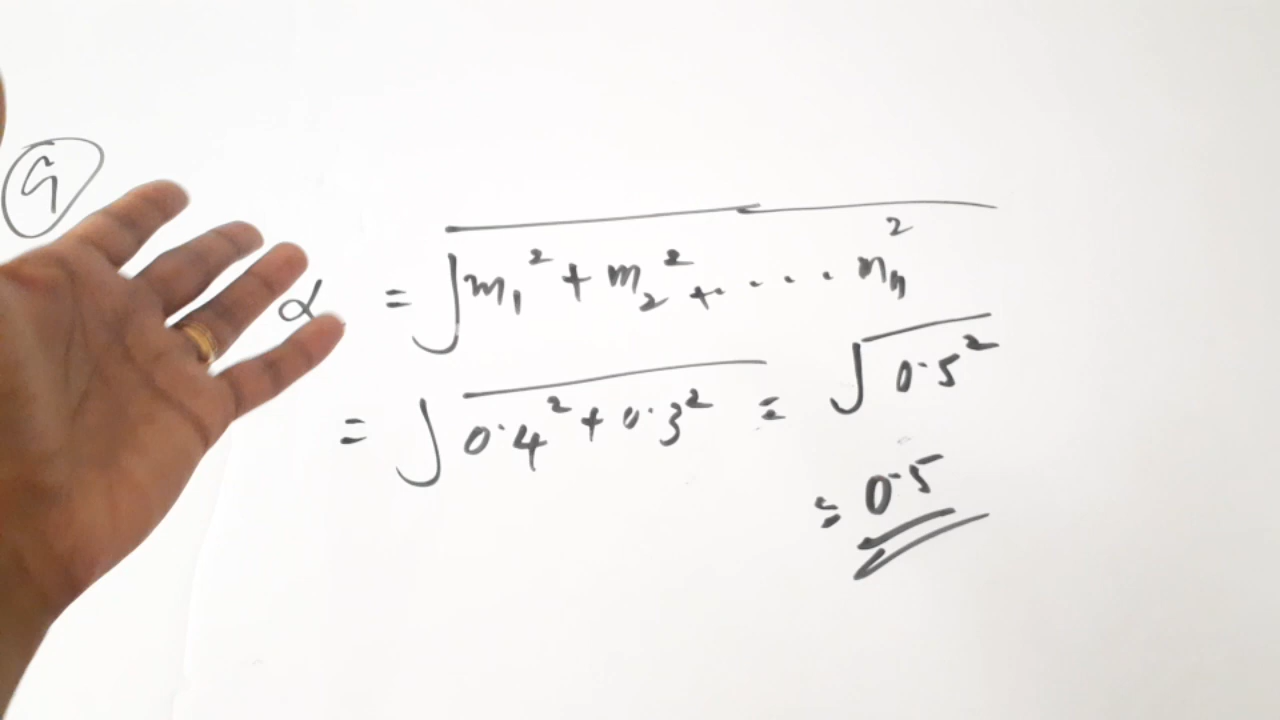 9
α = √m₁² + m₂² + .... mₙ²
= √0.4² + 0.3² = √0.5²
= 0.5